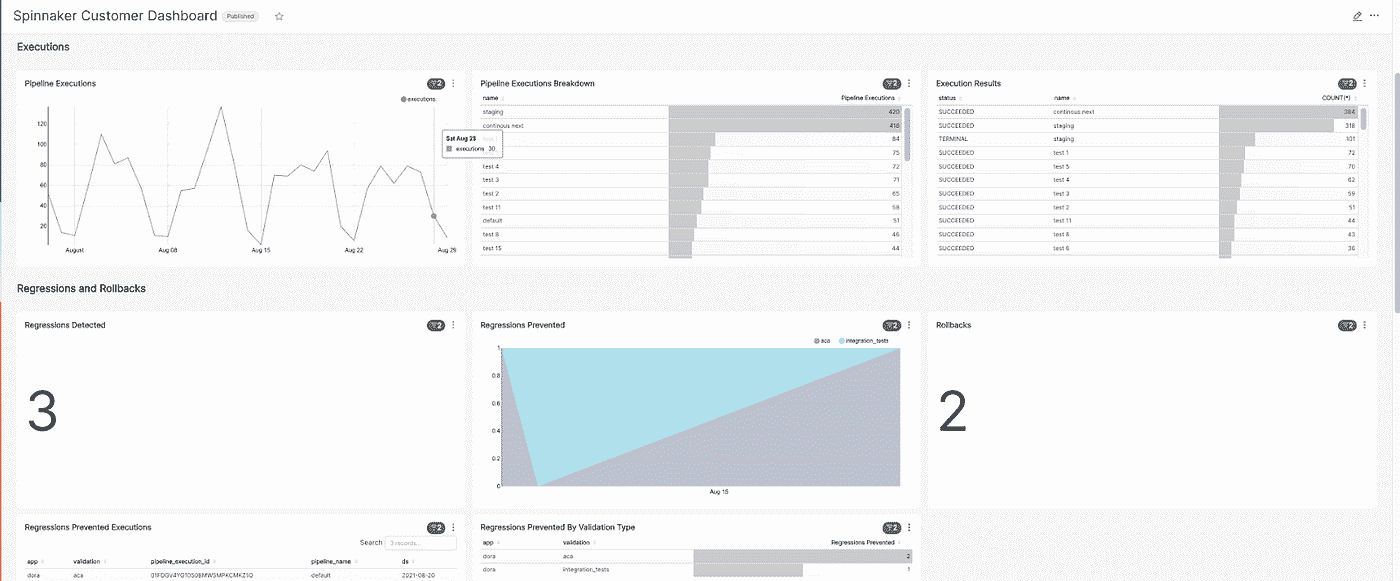 Spinnaker Customer Dashboard Published
Executions
Pipeline Executions 2
executions
120
100
80
60
40
20
August Aug 08 Aug 15 Aug 22 Aug 29
Sat Aug 28
executions 30
Pipeline Executions Breakdown 2
name Pipeline Executions
staging 420
continous next 418
84
75
test 4 72
test 3 71
test 2 65
test 11 58
default 51
test 8 46
test 15 44
Execution Results 2
status name COUNT(*)
SUCCEEDED continous next 384
SUCCEEDED staging 318
TERMINAL staging 101
SUCCEEDED test 1 72
SUCCEEDED test 5 70
SUCCEEDED test 4 62
SUCCEEDED test 3 59
SUCCEEDED test 2 51
SUCCEEDED test 11 44
SUCCEEDED test 8 43
SUCCEEDED test 6 36
Regressions and Rollbacks
Regressions Detected 2
3
Regressions Prevented 2
aca integration_tests
1
0.8
0.6
0.4
0.2
0
Aug 15
Rollbacks 2
2
Regressions Prevented Executions 2
Search 3 records...
app validation pipeline_execution_id pipeline_name ds
dora aca default 2021-08-20
Regressions Prevented By Validation Type 2
app validation Regressions Prevented
dora aca 2
dora integration_tests 1